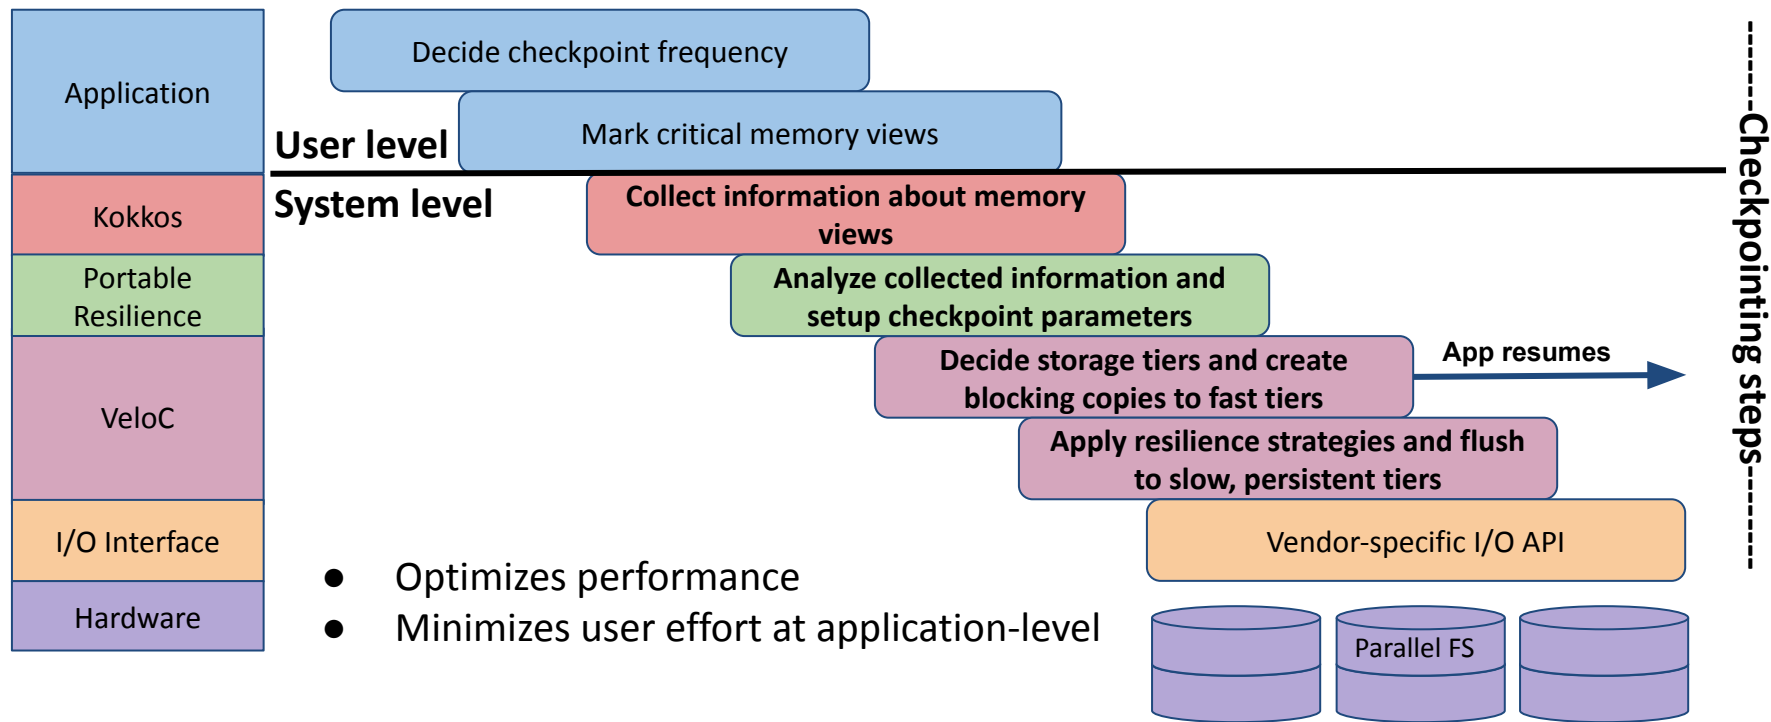 Application
Kokkos
Portable
Resilience
VeloC
I/O Interface
Hardware
Decide checkpoint frequency
Mark critical memory views
User level
System level
Collect information about memory
views
Analyze collected information and
setup checkpoint parameters
Decide storage tiers and create
blocking copies to fast tiers
App resumes
Apply resilience strategies and flush
to slow, persistent tiers
Vendor-specific I/O API
Parallel FS
● Optimizes performance
● Minimizes user effort at application-level
--------Checkpointing steps--------